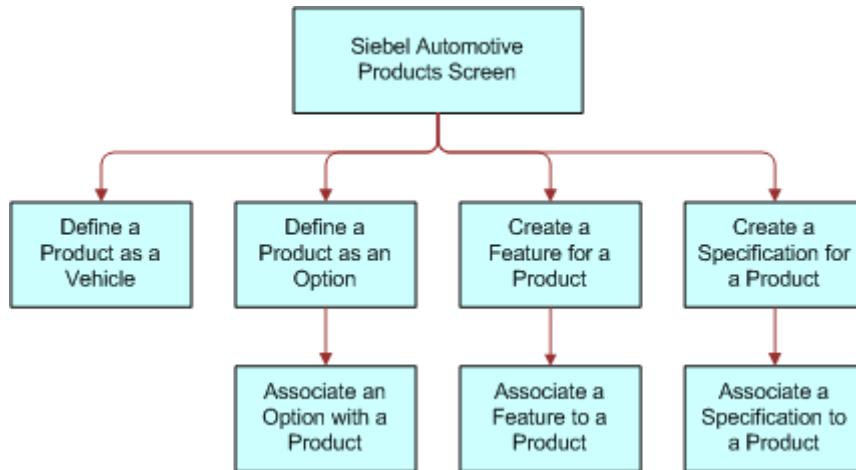 Siebel Automotive
Products Screen
Define a
Product as a
Vehicle
Define a
Product as an
Option
Create a
Feature for a
Product
Create a
Specification for
a Product
Associate an
Option with a
Product
Associate a
Feature to a
Product
Associate a
Specification to
a Product